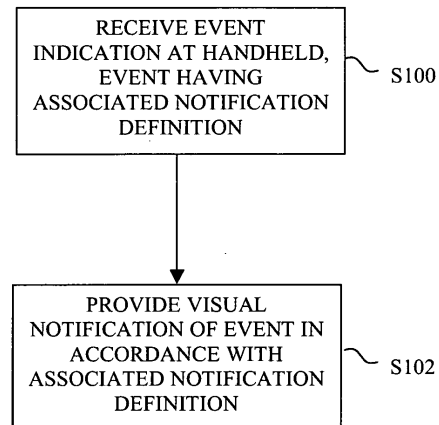 RECEIVE EVENT
INDICATION AT HANDHELD,
EVENT HAVING
ASSOCIATED NOTIFICATION
DEFINITION
S100
PROVIDE VISUAL
NOTIFICATION OF EVENT IN
ACCORDANCE WITH
ASSOCIATED NOTIFICATION
DEFINITION
S102